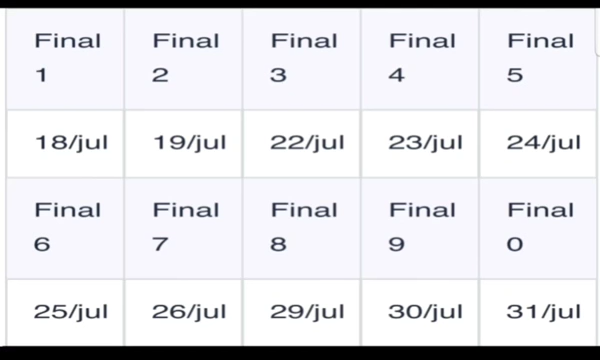 Final 1 Final 2 Final 3 Final 4 Final 5
18/jul 19/jul 22/jul 23/jul 24/jul
Final 6 Final 7 Final 8 Final 9 Final 0
25/jul 26/jul 29/jul 30/jul 31/jul